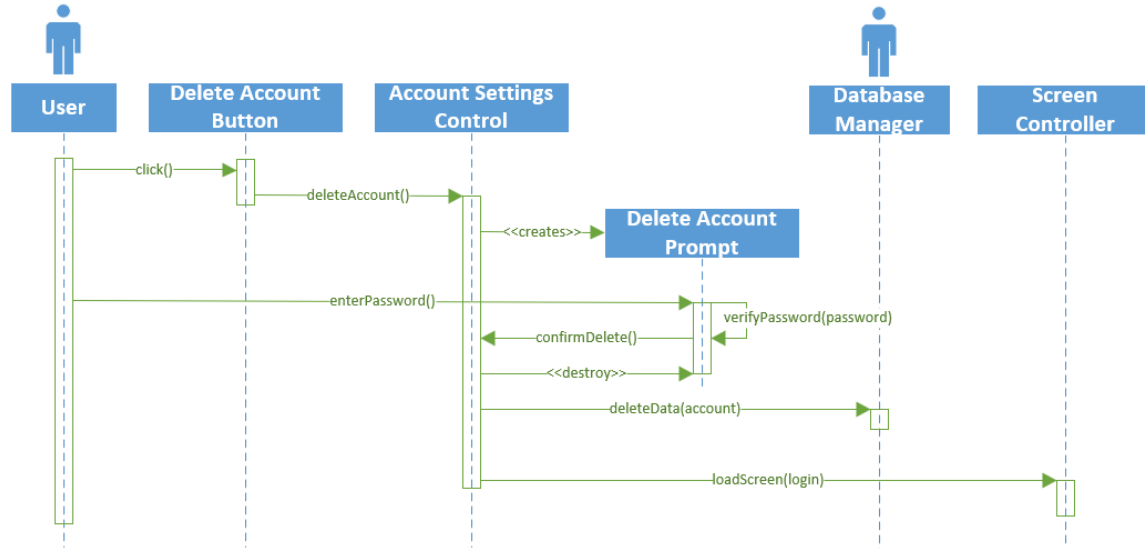 User
Delete Account
Button
Account Settings
Control
Database
Manager
Screen
Controller
click()
deleteAccount()
<<creates>>
Delete Account
Prompt
enterPassword()
verifyPassword(password)
confirmDelete()
<<destroy>>
deleteData(account)
loadScreen(login)